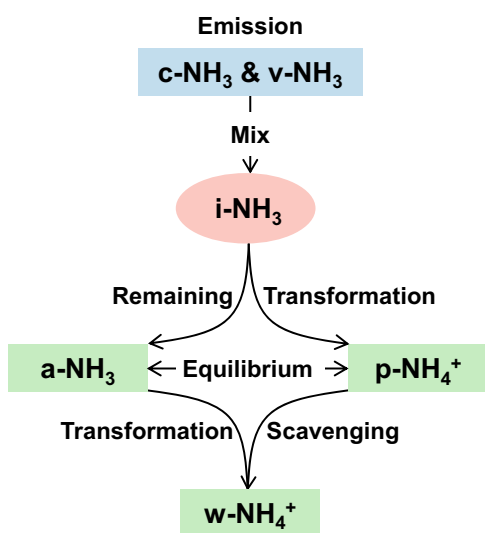 Emission
c-NH₃ & v-NH₃
Mix
i-NH₃
Remaining Transformation
a-NH₃ Equilibrium p-NH₄⁺
Transformation Scavenging
w-NH₄⁺